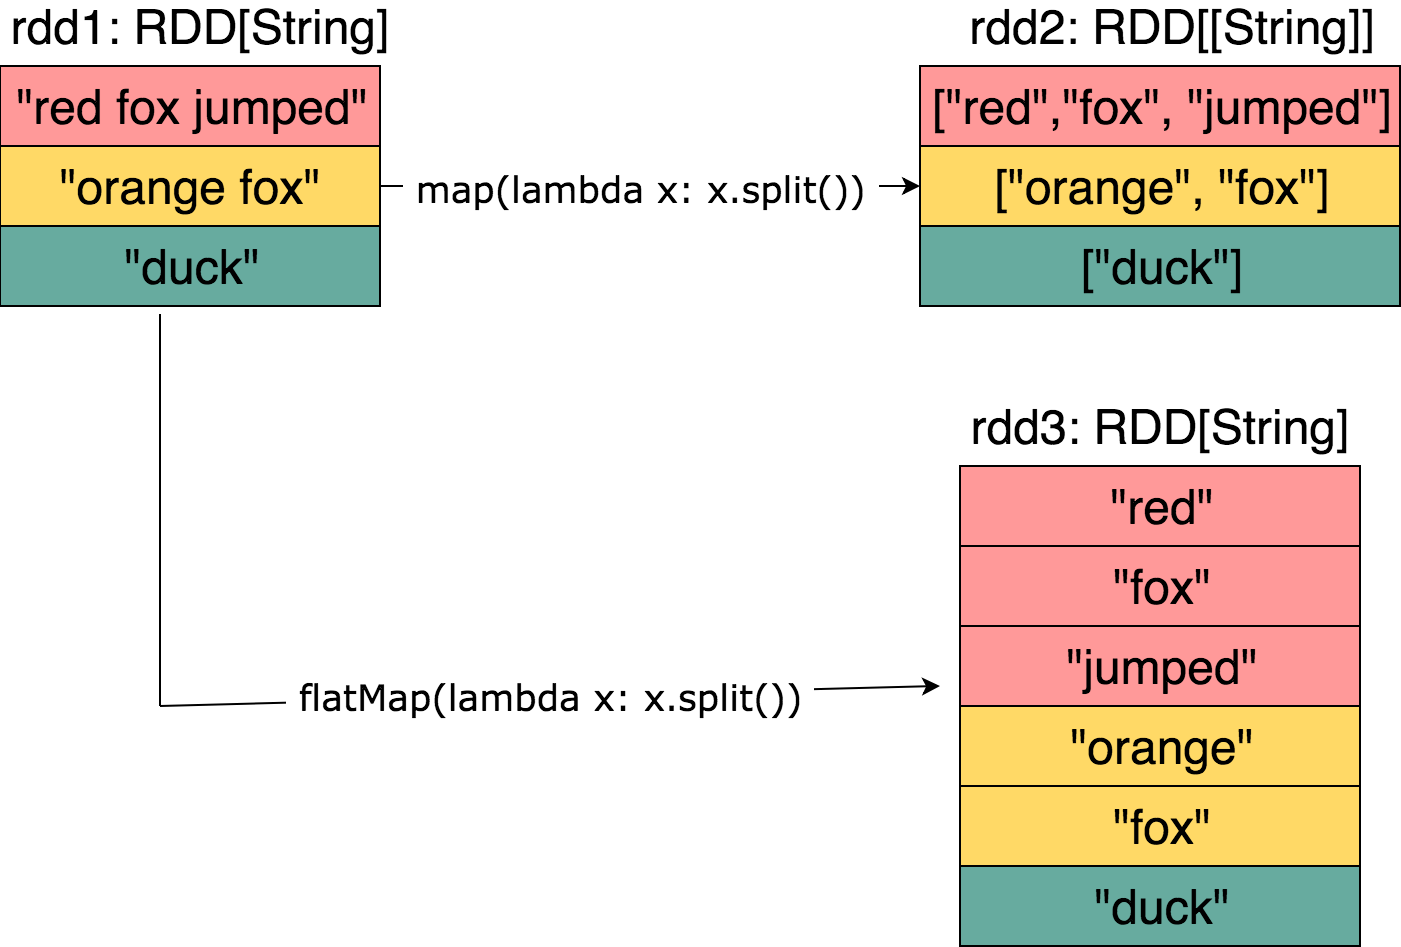 rdd1: RDD[String]
"red fox jumped"
"orange fox"
"duck"
map(lambda x: x.split())
rdd2: RDD[[String]]
["red","fox", "jumped"]
["orange", "fox"]
["duck"]
flatMap(lambda x: x.split())
rdd3: RDD[String]
"red"
"fox"
"jumped"
"orange"
"fox"
"duck"